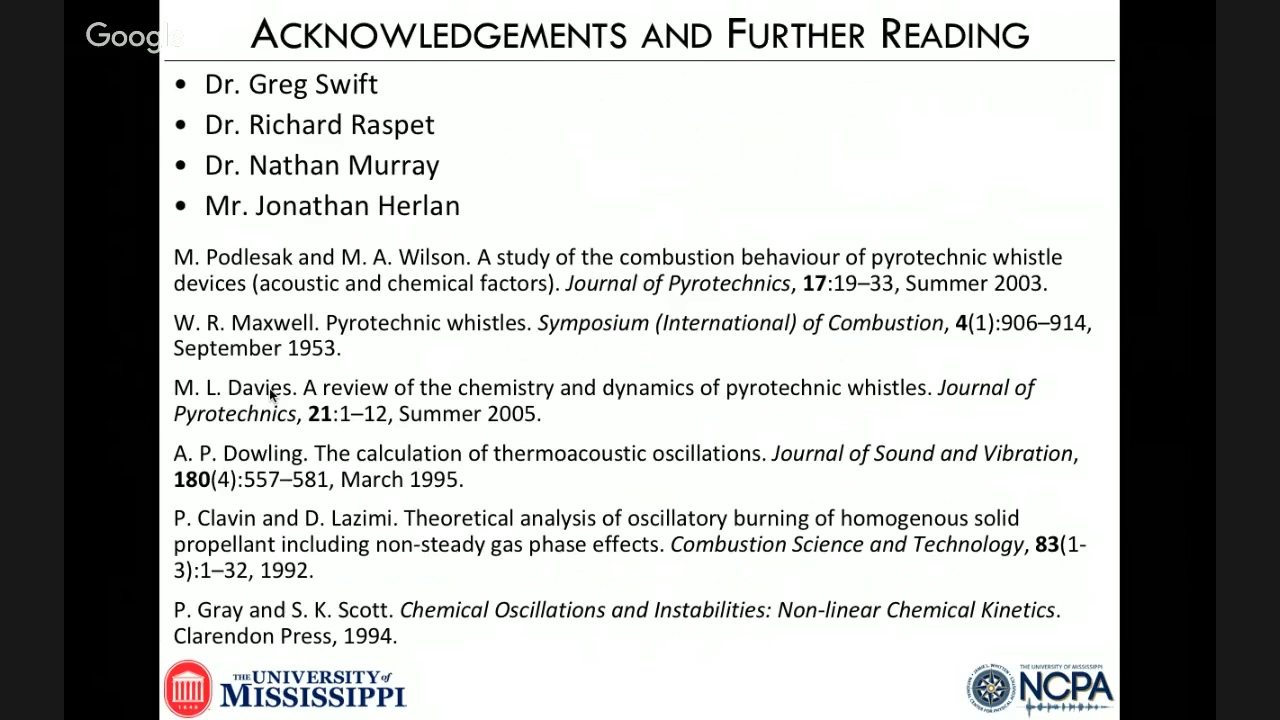 Google
ACKNOWLEDGEMENTS AND FURTHER READING
• Dr. Greg Swift
• Dr. Richard Raspet
• Dr. Nathan Murray
• Mr. Jonathan Herlan
M. Podlesak and M. A. Wilson. A study of the combustion behaviour of pyrotechnic whistle
devices (acoustic and chemical factors). Journal of Pyrotechnics, 17:19–33, Summer 2003.
W. R. Maxwell. Pyrotechnic whistles. Symposium (International) of Combustion, 4(1):906–914,
September 1953.
M. L. Davies. A review of the chemistry and dynamics of pyrotechnic whistles. Journal of
Pyrotechnics, 21:1–12, Summer 2005.
A. P. Dowling. The calculation of thermoacoustic oscillations. Journal of Sound and Vibration,
180(4):557–581, March 1995.
P. Clavin and D. Lazimi. Theoretical analysis of oscillatory burning of homogenous solid
propellant including non-steady gas phase effects. Combustion Science and Technology, 83(1-
3):1–32, 1992.
P. Gray and S. K. Scott. Chemical Oscillations and Instabilities: Non-linear Chemical Kinetics.
Clarendon Press, 1994.
THE UNIVERSITY of
MISSISSIPPI
THE UNIVERSITY OF MISSISSIPPI
NCPA